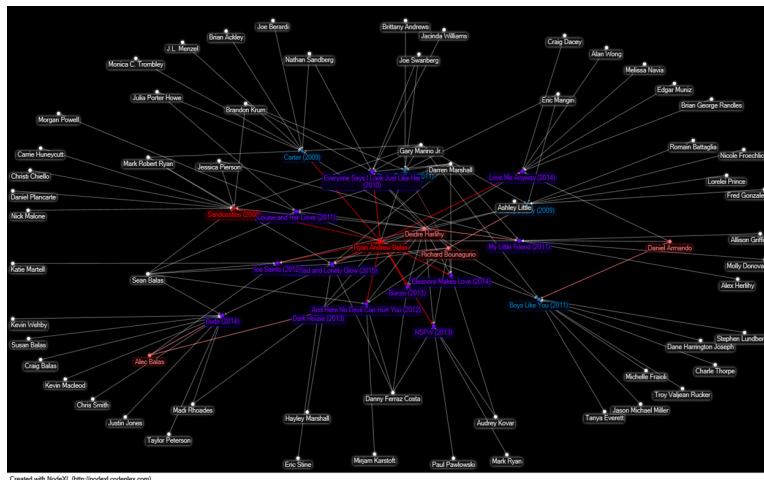 Joe Berardi
Brittany Andrews
Jacinda Williams
Brian Ackley
Craig Dacey
J.L. Menzel
Alan Wong
Nathan Sandberg
Joe Swanberg
Monica C. Trombley
Melissa Navia
Edgar Muniz
Julia Porter Howe
Eric Mangin
Brian George Randles
Brandon Krum
Morgan Powell
Romain Battaglia
Carrie Huneycutt
Gary Marino Jr.
Nicole Froechlic
Mark Robert Ryan
Carter (2009)
Jessica Pierson
Darren Marshall
Christi Chiello
Everyone Says I Look Just Like Her
(2010)
Love Me Anyway (2014)
Lorelei Prince
Daniel Plancarte
Fred Gonzale
Ashley Little
2009)
Nick Malone
Sandcastles
Louise and Her Lover (2011)
Deidre Herlihy
Allison Griff
Ryan Andrew Balas
My Little Friend (2011)
Daniel Armando
Richard Bounagurio
Molly Donova
Katie Martell
Ice Saints (2012)
Red and Lonely Glow (2015)
Sean Balas
Eleanore Makes Love (2014)
Alex Herlihy
Bonzo (2013)
Boys Like You (2011)
And Here No Devil Can Hurt You (2012)
Dark House (2013)
Kevin Wehby
(2014)
NSFW (2013)
Stephen Lundber
Susan Balas
Dane Harrington Joseph
Alec Balas
Craig Balas
Charle Thorpe
Kevin Macleod
Michelle Fraioli
Troy Valjean Rucker
Danny Ferraz Costa
Chris Smith
Madi Rhoades
Jason Michael Miller
Justin Jones
Hayley Marshall
Tanya Everett
Audrey Kovar
Taylor Peterson
Eric Stine
Mirjam Karstoft
Paul Pawlowski
Mark Ryan
Created with NodeXL (http://nodexl.codeplex.com)